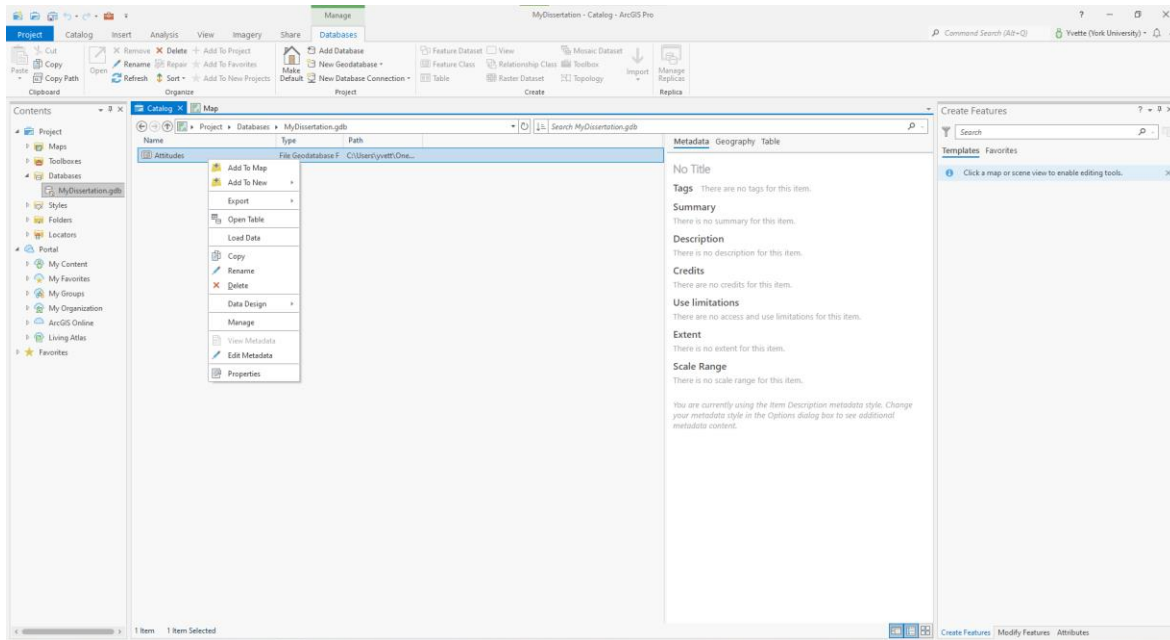 Manage
MyDissertation - Catalog - ArcGIS Pro
?
Project Catalog Insert Analysis View Imagery Share Databases
Command Search (Alt+Q)
Yvette (York University)
Cut
Copy
Copy Path
Paste
Clipboard
Open
Remove Delete Add To Project
Rename Repair Add To Favorites
Refresh Sort Add To New Projects
Organize
Make Default
Add Database
New Geodatabase
New Database Connection
Project
Feature Dataset View Mosaic Dataset
Feature Class Relationship Class Toolbox
Table Raster Dataset Topology
Import
Create
Manage Replicas
Replica
Contents
Project
Maps
Toolboxes
Databases
MyDissertation.gdb
Styles
Folders
Locators
Portal
My Content
My Favorites
My Groups
My Organization
ArcGIS Online
Living Atlas
Favorites
Catalog Map
Project Databases MyDissertation.gdb
Search MyDissertation.gdb
Name Type Path
Attitudes File Geodatabase F C:\Users\yvett\One...
Add To Map
Add To New
Export
Open Table
Load Data
Copy
Rename
Delete
Data Design
Manage
View Metadata
Edit Metadata
Properties
Metadata Geography Table
No Title
Tags There are no tags for this item.
Summary
There is no summary for this item.
Description
There is no description for this item.
Credits
There are no credits for this item.
Use limitations
There are no access and use limitations for this item.
Extent
There is no extent for this item.
Scale Range
There is no scale range for this item.
You are currently using the Item Description metadata style. Change
your metadata style in the Options dialog box to see additional
metadata content.
Create Features
?
Search
Templates Favorites
Click a map or scene view to enable editing tools.
1 Item 1 Item Selected
Create Features Modify Features Attributes